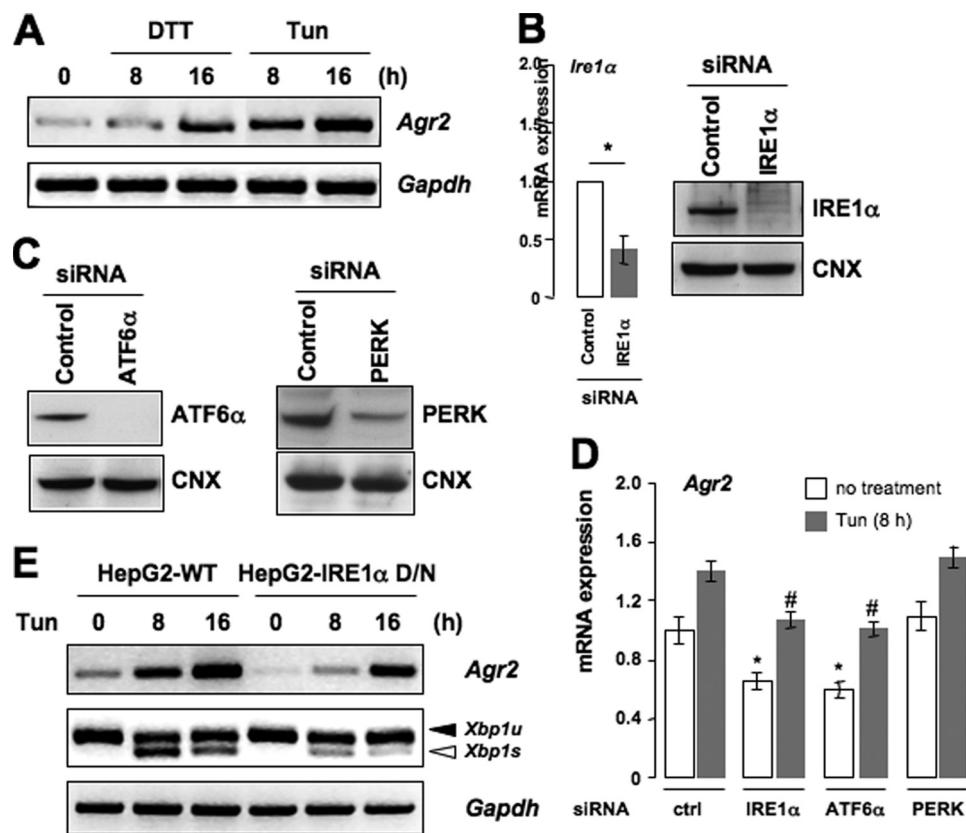 A
DTT Tun
0 8 16 8 16 (h)
Agr2
Gapdh
B
2.0
1.5
1.0
0.5
0
mRNA expression
Ire1α
*
Control
IRE1α
siRNA
siRNA
Control
IRE1α
IRE1α
CNX
C
siRNA
Control
ATF6α
ATF6α
CNX
siRNA
Control
PERK
PERK
CNX
D
2.0
1.6
1.2
0.8
0.4
0
mRNA expression
Agr2
no treatment
Tun (8 h)
# #
* *
siRNA ctrl IRE1α ATF6α PERK
E
HepG2-WT HepG2-IRE1α D/N
Tun 0 8 16 0 8 16 (h)
Agr2
Xbp1u
Xbp1s
Gapdh